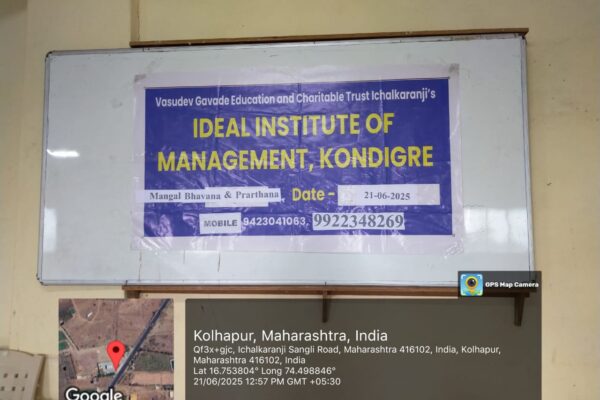 Vasudev Gavade Education and Charitable Trust Ichalkaranji's
IDEAL INSTITUTE OF
MANAGEMENT, KONDIGRE
Mangal Bhavana & Prarthana Date - 21-06-2025
MOBILE 9423041063, 9922348269
GPS Map Camera
Kolhapur, Maharashtra, India
Qf3x+gjc, Ichalkaranji Sangli Road, Maharashtra 416102, India, Kolhapur,
Maharashtra 416102, India
Lat 16.753804° Long 74.498846°
21/06/2025 12:57 PM GMT +05:30
Google